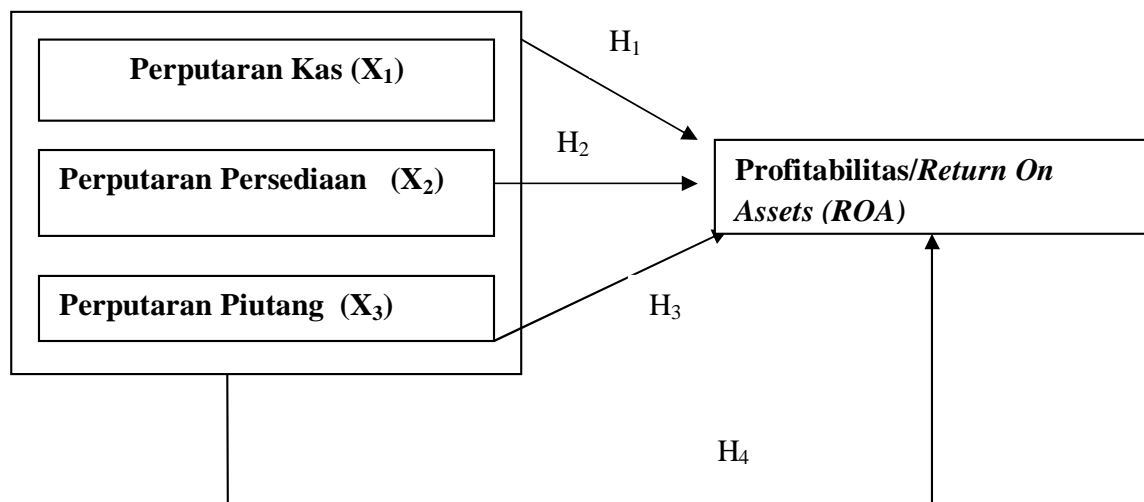 H₁
Perputaran Kas (X₁)
H₂
Perputaran Persediaan (X₂)
Profitabilitas/Return On
Assets (ROA)
Perputaran Piutang (X₃)
H₃
H₄